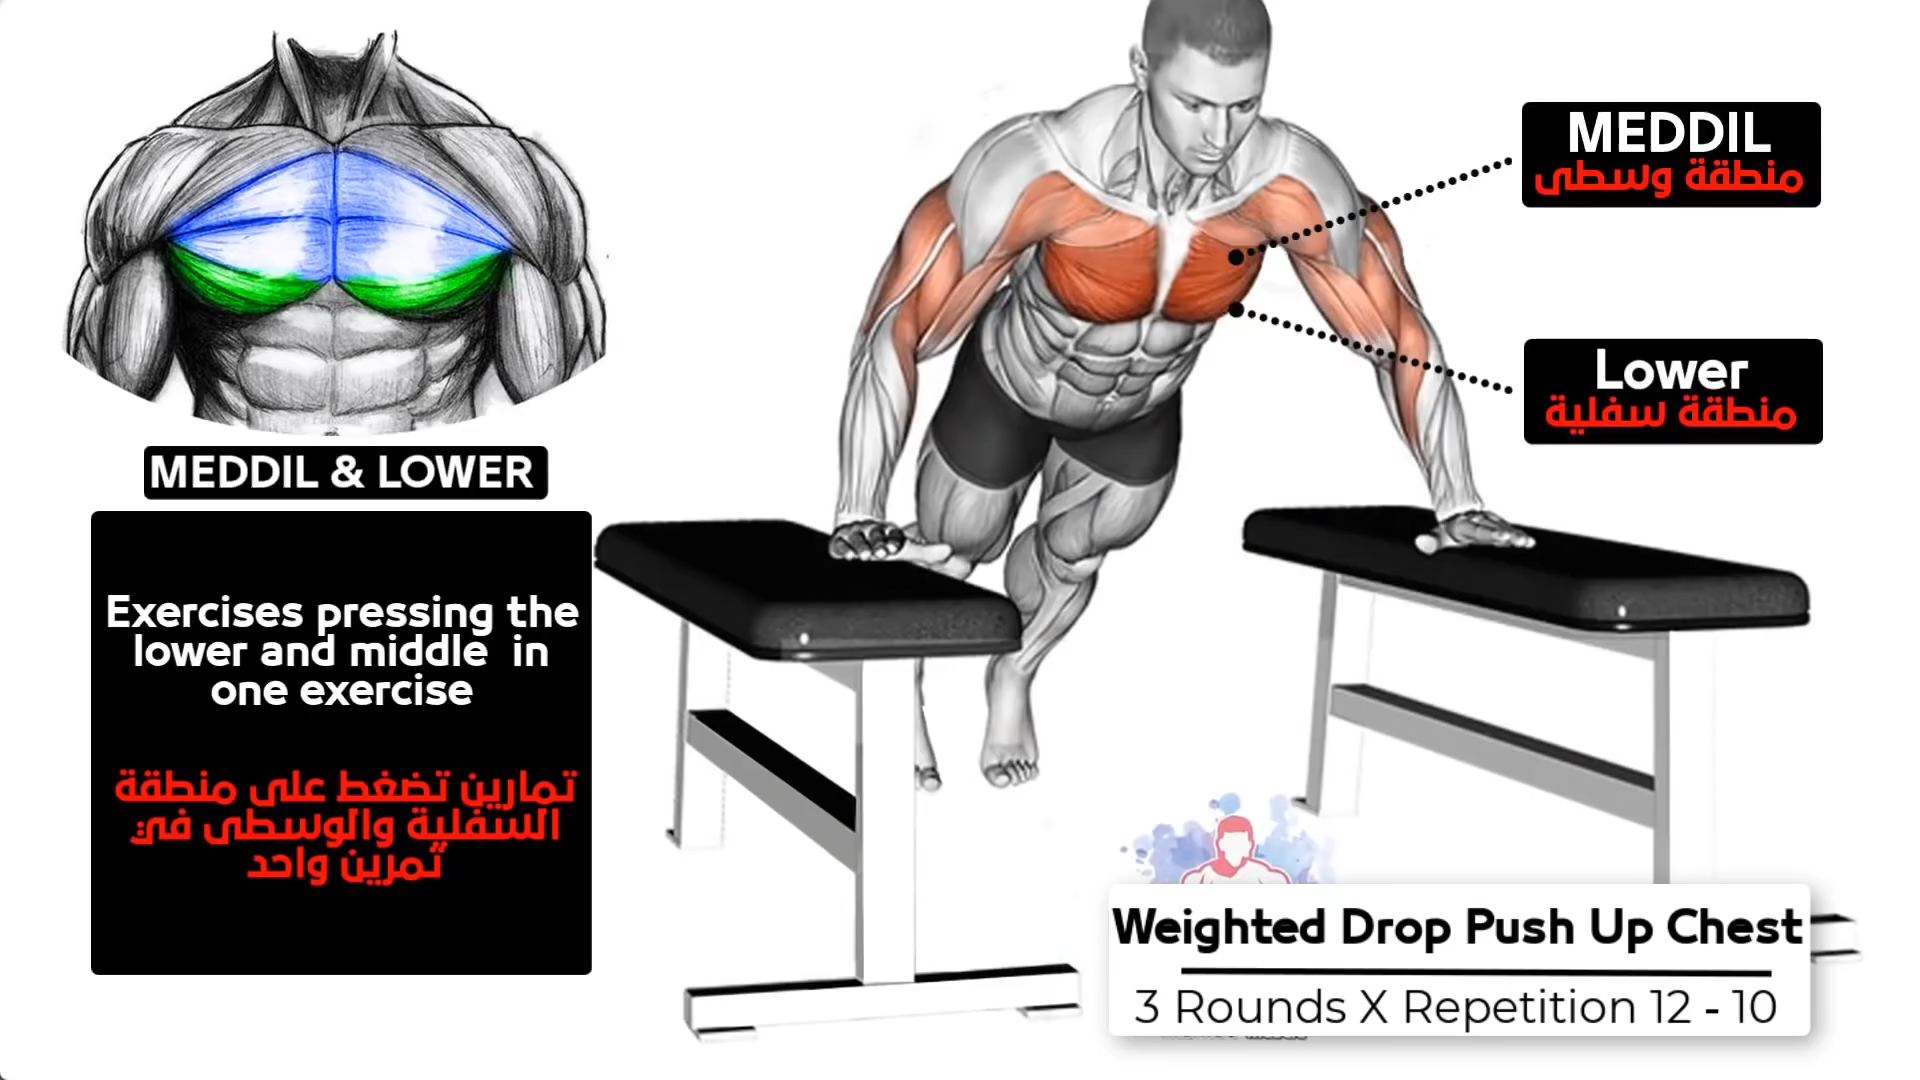 MEDDIL
منطقة وسطى
Lower
منطقة سفلية
MEDDIL & LOWER
Exercises pressing the
lower and middle in
one exercise
تمارين تضغط على منطقة
السفلية والوسطى في
تمرين واحد
Weighted Drop Push Up Chest
3 Rounds X Repetition 12 - 10